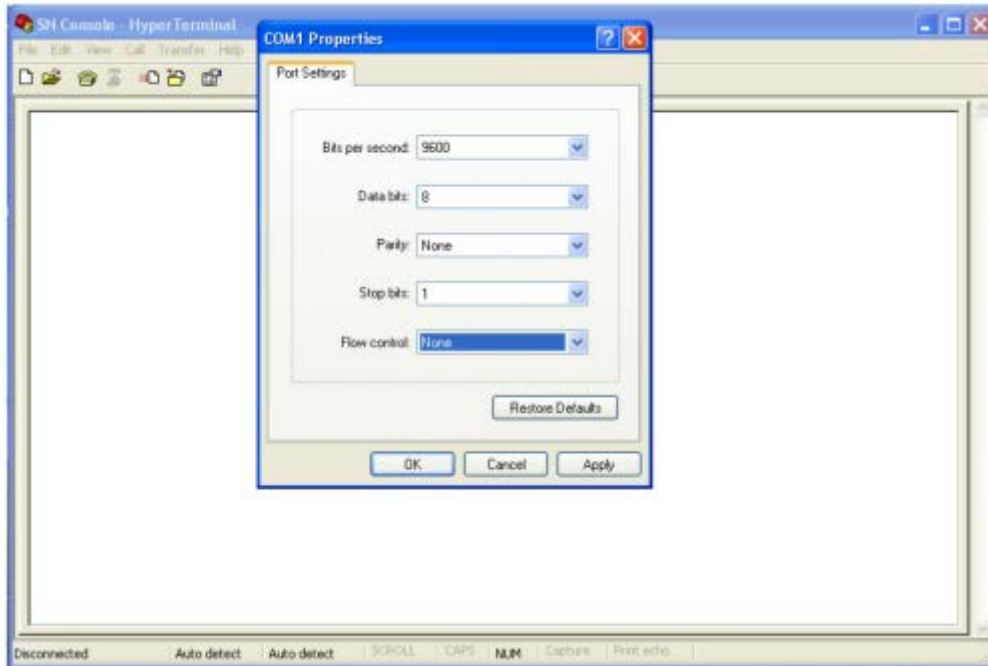 SN Console - HyperTerminal
File Edit View Call Transfer Help
COM1 Properties
Port Settings
Bits per second: 9600
Data bits: 8
Parity: None
Stop bits: 1
Flow control: None
Restore Defaults
OK Cancel Apply
Disconnected Auto detect Auto detect SCROLL CAPS NUM Capture Print echo